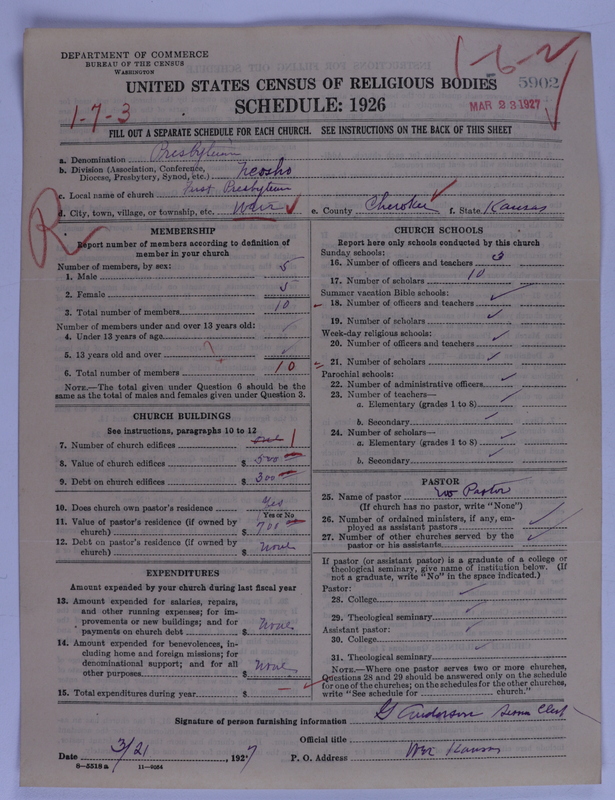 DEPARTMENT OF COMMERCE
BUREAU OF THE CENSUS
WASHINGTON
1-6-2
5902
UNITED STATES CENSUS OF RELIGIOUS BODIES
MAR 23 1927
1-7-3
SCHEDULE: 1926
FILL OUT A SEPARATE SCHEDULE FOR EACH CHURCH. SEE INSTRUCTIONS ON THE BACK OF THIS SHEET
a. Denomination Presbyterian
b. Division (Association, Conference, Diocese, Presbytery, Synod, etc.) Neosho
c. Local name of church First Presbyterian
d. City, town, village, or township, etc. Weir e. County Cherokee f. State Kansas
R
MEMBERSHIP
Report number of members according to definition of
member in your church
Number of members, by sex:
1. Male 5
2. Female 5
3. Total number of members 10
Number of members under and over 13 years old:
4. Under 13 years of age
5. 13 years old and over ?
6. Total number of members 10
NOTE.—The total given under Question 6 should be
same as the total of males and females given under Question 3.
CHURCH BUILDINGS
See instructions, paragraphs 10 to 12
7. Number of church edifices 1
8. Value of church edifices $ 500
9. Debt on church edifices $ 300
10. Does church own pastor's residence Yes
Yes or No
11. Value of pastor's residence (if owned by
church) $ 700
12. Debt on pastor's residence (if owned by
church) $ None
EXPENDITURES
Amount expended by your church during last fiscal year
13. Amount expended for salaries, repairs,
and other running expenses; for im-
provements or new buildings; and for
payments on church debt $ None
14. Amount expended for benevolences, in-
cluding home and foreign missions; for
denominational support; and for all
other purposes $ None
15. Total expenditures during year $ —
CHURCH SCHOOLS
Report here only schools conducted by this church
Sunday schools:
16. Number of officers and teachers 3
17. Number of scholars 10
Summer vacation Bible schools:
18. Number of officers and teachers
19. Number of scholars
Week-day religious schools:
20. Number of officers and teachers
21. Number of scholars
Parochial schools:
22. Number of administrative officers
23. Number of teachers—
a. Elementary (grades 1 to 8)
b. Secondary
24. Number of scholars—
a. Elementary (grades 1 to 8)
b. Secondary
PASTOR
25. Name of pastor no Pastor
(If church has no pastor, write "None")
26. Number of ordained ministers, if any, em-
ployed as assistant pastors
27. Number of other churches served by the
pastor or his assistants
If pastor (or assistant pastor) is a graduate of a college or
theological seminary, give name of institution below. (If
not a graduate, write "No" in the space indicated.)
Pastor:
28. College
29. Theological seminary
Assistant pastor:
30. College
31. Theological seminary
NOTE.—Where one pastor serves two or more churches,
Questions 28 and 29 should be answered only on the schedule
for one of the churches; on the schedules for the other churches,
write "See schedule for church."
Signature of person furnishing information G Anderson Clerk
Official title
Date 3/21, 1927 P. O. Address Weir Kansas
8—5518a 11—9054